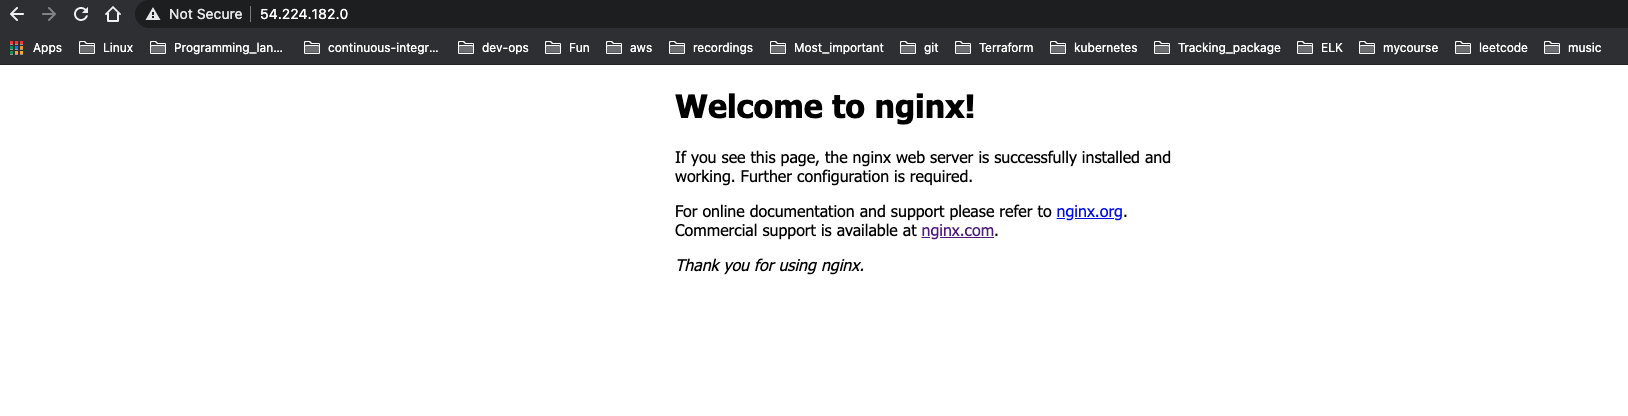 Not Secure 54.224.182.0
Apps Linux Programming_lan... continuous-integr... dev-ops Fun aws recordings Most_important git Terraform kubernetes Tracking_package ELK mycourse leetcode music
Welcome to nginx!
If you see this page, the nginx web server is successfully installed and
working. Further configuration is required.
For online documentation and support please refer to nginx.org.
Commercial support is available at nginx.com.
Thank you for using nginx.